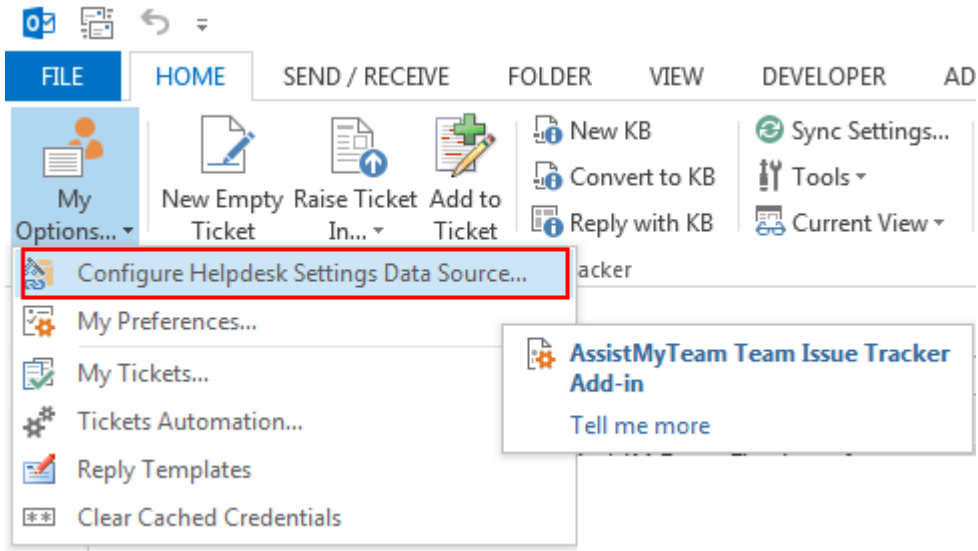 FILE HOME SEND / RECEIVE FOLDER VIEW DEVELOPER AD
My Options...
New Empty Ticket
Raise Ticket In...
Add to Ticket
New KB
Convert to KB
Reply with KB
Sync Settings...
Tools
Current View
acker
Configure Helpdesk Settings Data Source...
My Preferences...
My Tickets...
Tickets Automation...
Reply Templates
Clear Cached Credentials
AssistMyTeam Team Issue Tracker
Add-in
Tell me more